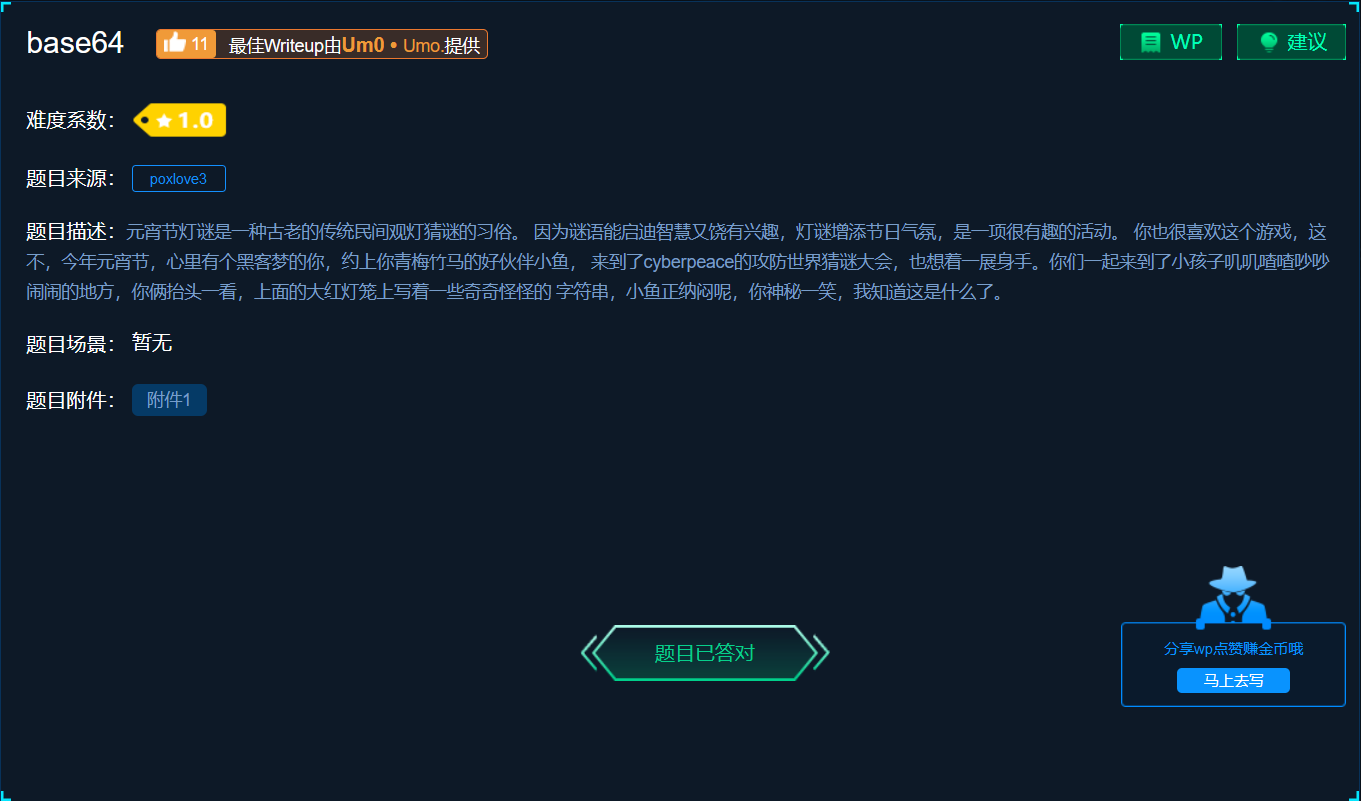 base64 11 最佳Writeup由Um0 • Umo.提供 WP 建议
难度系数： 1.0
题目来源： poxlove3
题目描述：元宵节灯谜是一种古老的传统民间观灯猜谜的习俗。 因为谜语能启迪智慧又饶有兴趣，灯谜增添节日气氛，是一项很有趣的活动。 你也很喜欢这个游戏，这
不，今年元宵节，心里有个黑客梦的你，约上你青梅竹马的好伙伴小鱼， 来到了cyberpeace的攻防世界猜谜大会，也想着一展身手。你们一起来到了小孩子叽叽喳喳吵吵
闹闹的地方，你俩抬头一看，上面的大红灯笼上写着一些奇奇怪怪的 字符串，小鱼正纳闷呢，你神秘一笑，我知道这是什么了。
题目场景： 暂无
题目附件： 附件1
题目已答对
分享wp点赞赚金币哦
马上去写